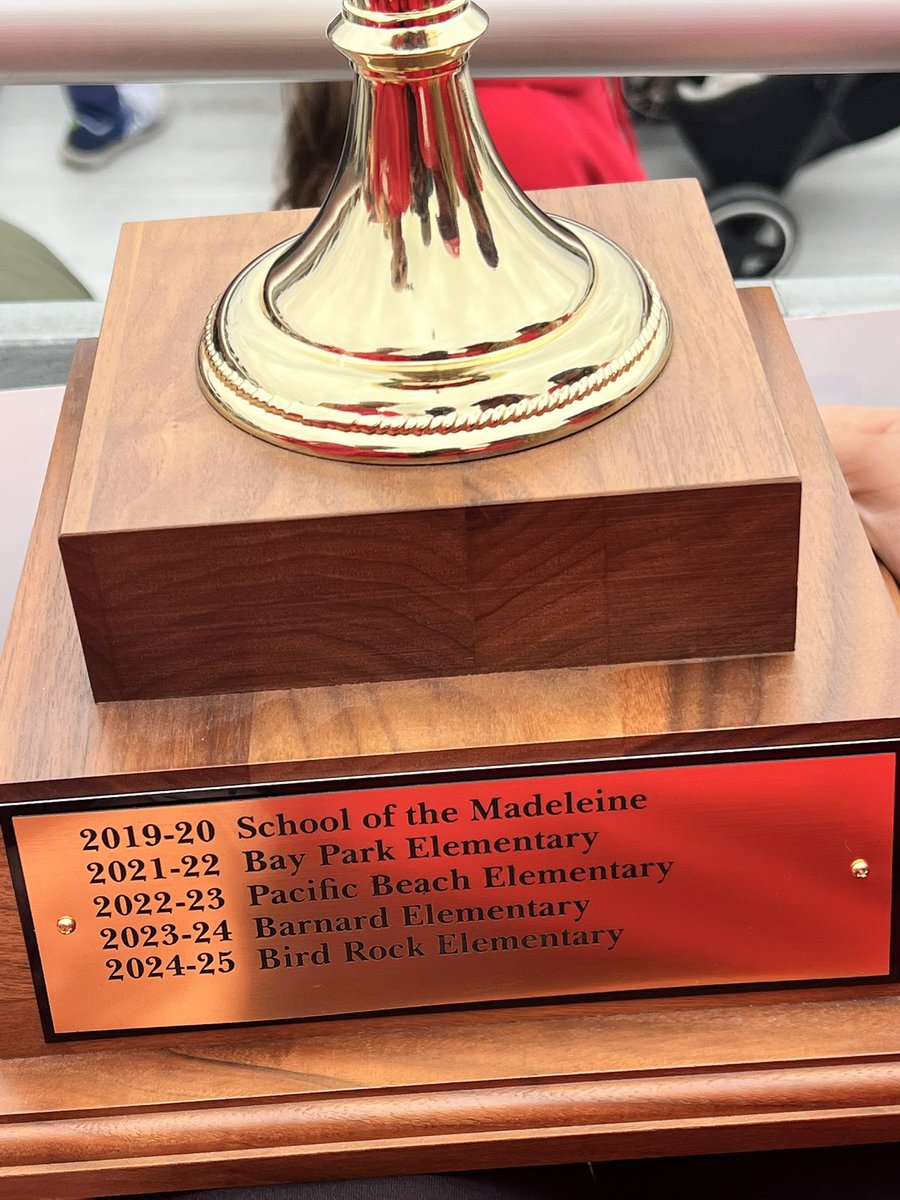 2019-20 School of the Madeleine
2021-22 Bay Park Elementary
2022-23 Pacific Beach Elementary
2023-24 Barnard Elementary
2024-25 Bird Rock Elementary